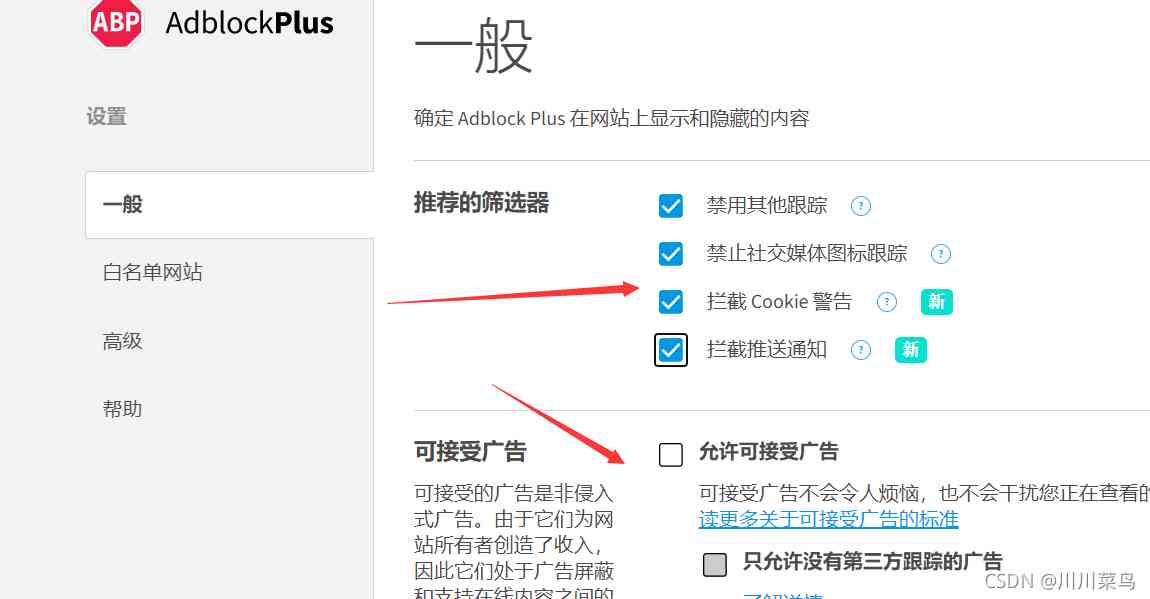 ABP AdblockPlus
设置
一般
白名单网站
高级
帮助
一般
确定 Adblock Plus 在网站上显示和隐藏的内容
推荐的筛选器
禁用其他跟踪 ?
禁止社交媒体图标跟踪 ?
拦截 Cookie 警告 ? 新
拦截推送通知 ? 新
可接受广告
可接受的广告是非侵入
式广告。由于它们为网
站所有者创造了收入，
因此它们处于广告屏蔽
和支持在线内容之间的
允许可接受广告
可接受广告不会令人烦恼，也不会干扰您正在查看的
读更多关于可接受广告的标准
只允许没有第三方跟踪的广告
了解详情
CSDN @川川菜鸟